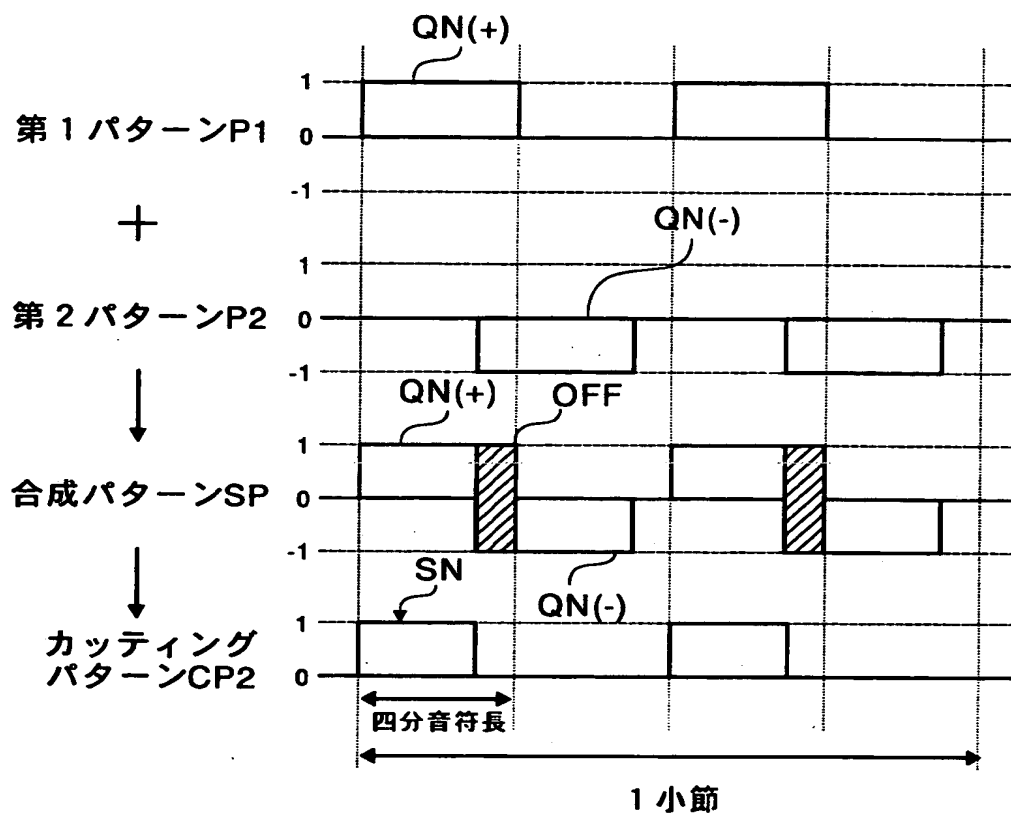 QN(+)
1
第1パターンP1
0
-1
+
QN(-)
1
第2パターンP2
0
-1
QN(+)
OFF
1
合成パターンSP
0
-1
SN
QN(-)
1
カッティング
パターンCP2
0
四分音符長
1小節